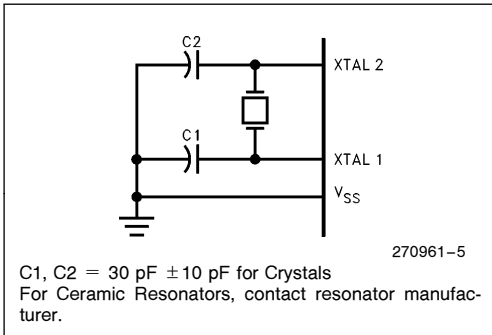 C2
XTAL 2
C1
XTAL 1
VSS
270961–5
C1, C2 = 30 pF ±10 pF for Crystals
For Ceramic Resonators, contact resonator manufac-
turer.